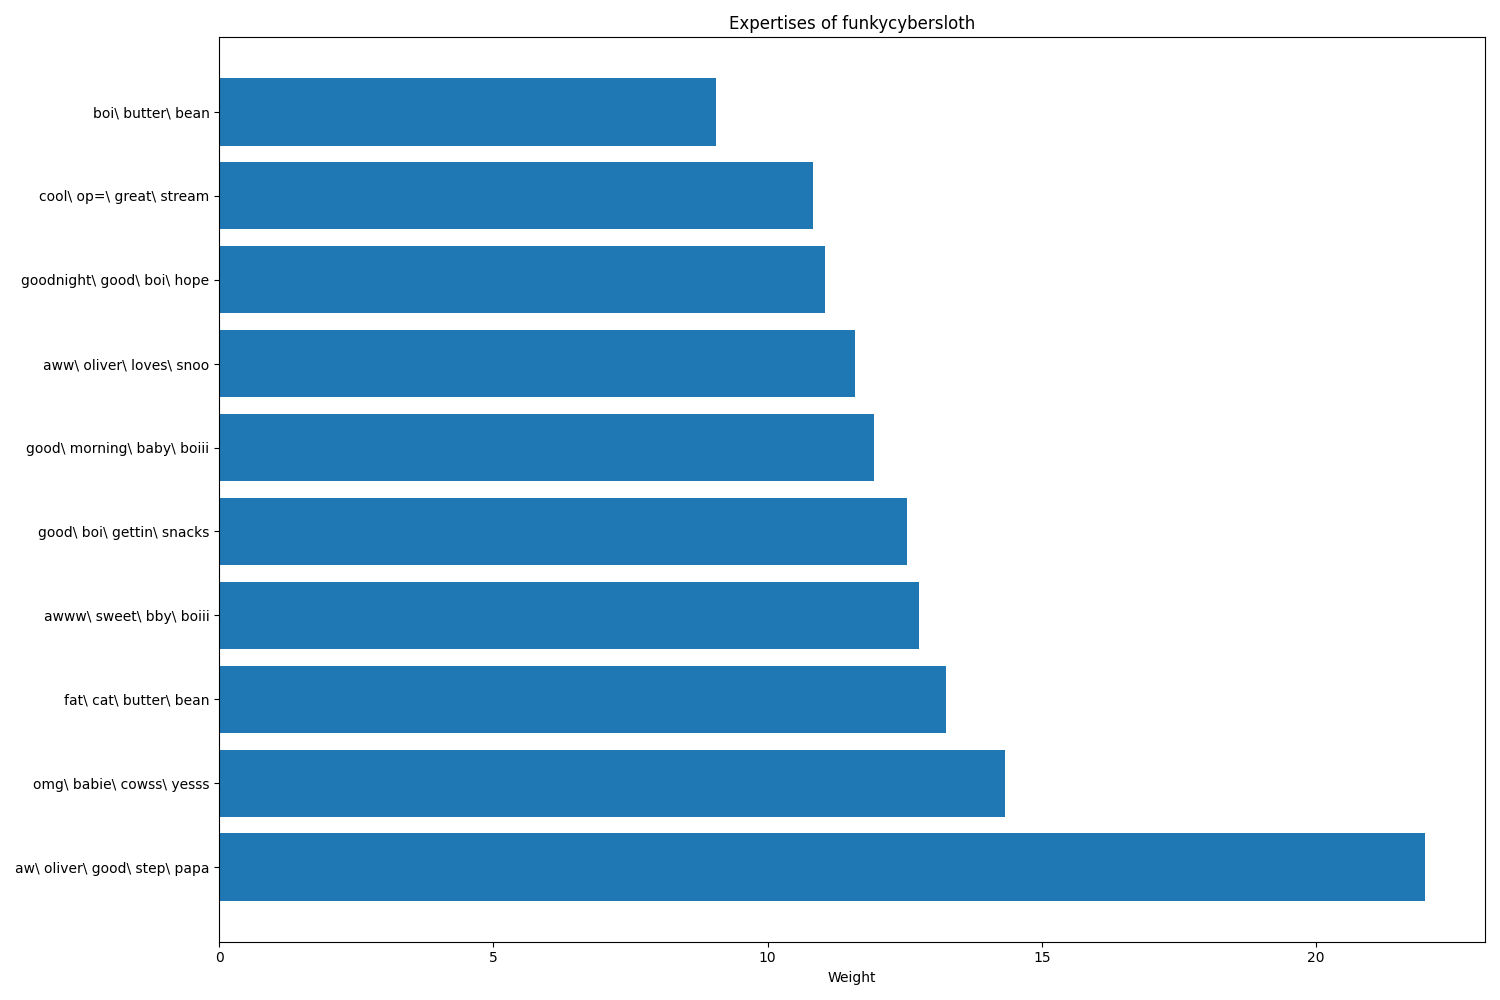 Expertises of funkycybersloth
boi\ butter\ bean
cool\ op=\ great\ stream
goodnight\ good\ boi\ hope
aww\ oliver\ loves\ snoo
good\ morning\ baby\ boiii
good\ boi\ gettin\ snacks
awww\ sweet\ bby\ boiii
fat\ cat\ butter\ bean
omg\ babie\ cowss\ yesss
aw\ oliver\ good\ step\ papa
0 5 10 15 20
Weight